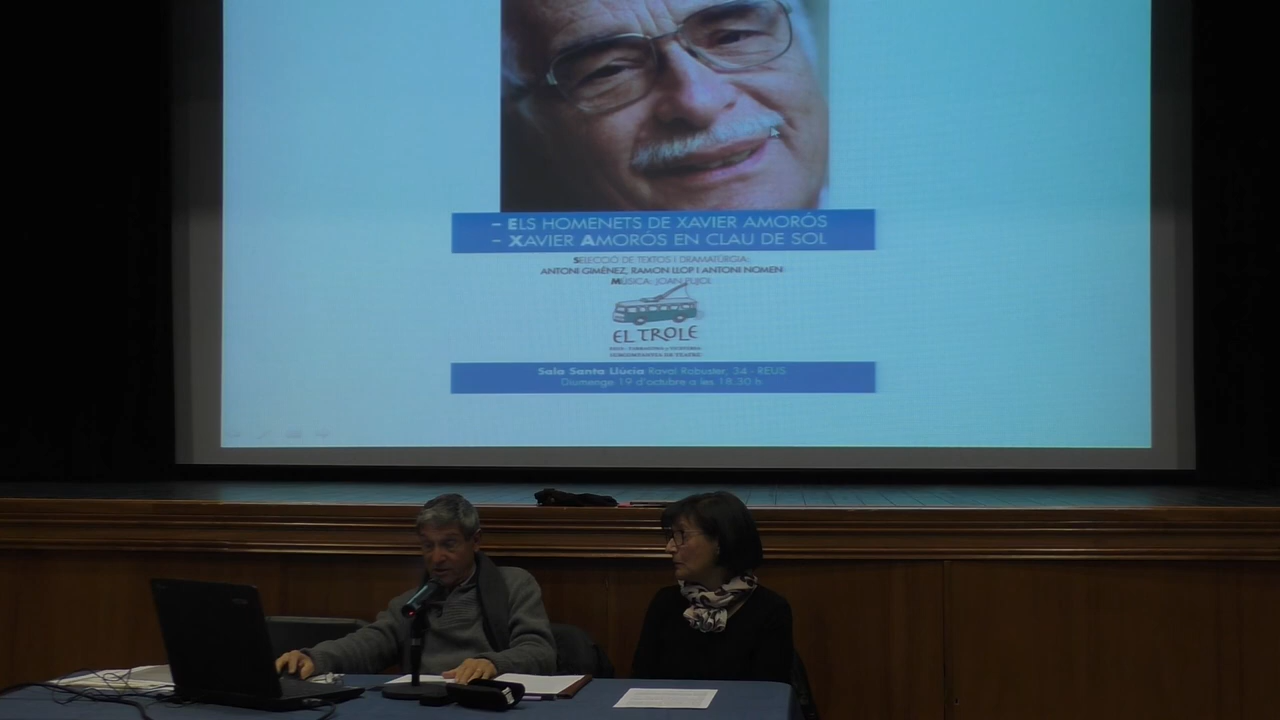 – ELS HOMENETS DE XAVIER AMORÓS
– XAVIER AMORÓS EN CLAU DE SOL
SELECCIÓ DE TEXTOS I DRAMATÚRGIA:
ANTONI GIMÉNEZ, RAMON LLOP I ANTONI NOMEN
MÚSICA: JOAN PUJOL
EL TROLE
Sala Santa Llúcia Raval Robuster, 34 - REUS
Diumenge 19 d'octubre a les 18.30 h